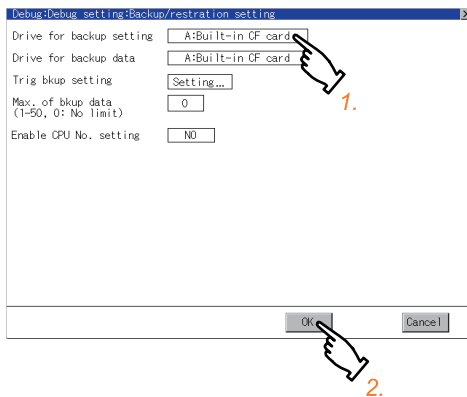 Debug:Debug setting:Backup/restration setting
Drive for backup setting A:Built-in CF card
Drive for backup data A:Built-in CF card
Trig bkup setting Setting...
Max. of bkup data 0
(1-50, 0: No limit)
Enable CPU No. setting NO
1.
OK Cancel
2.